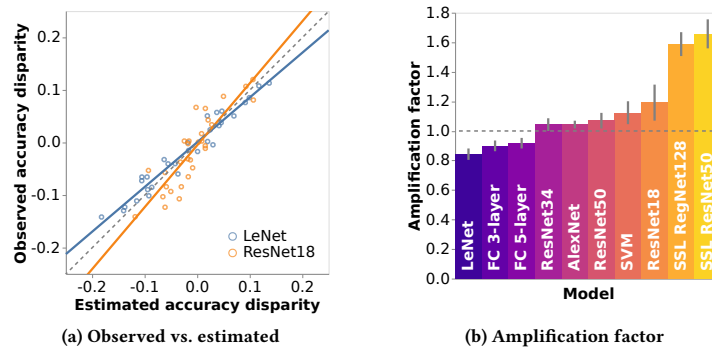 Observed accuracy disparity
0.2
0.1
0.0
-0.1
-0.2
-0.2
-0.1
0.0
0.1
0.2
LeNet
ResNet18
Estimated accuracy disparity
(a) Observed vs. estimated
Amplification factor
1.8
1.6
1.4
1.2
1.0
0.8
0.6
0.4
0.2
0.0
LeNet
FC 3-layer
FC 5-layer
ResNet34
AlexNet
ResNet50
SVM
ResNet18
SSL RegNet128
SSL ResNet50
Model
(b) Amplification factor